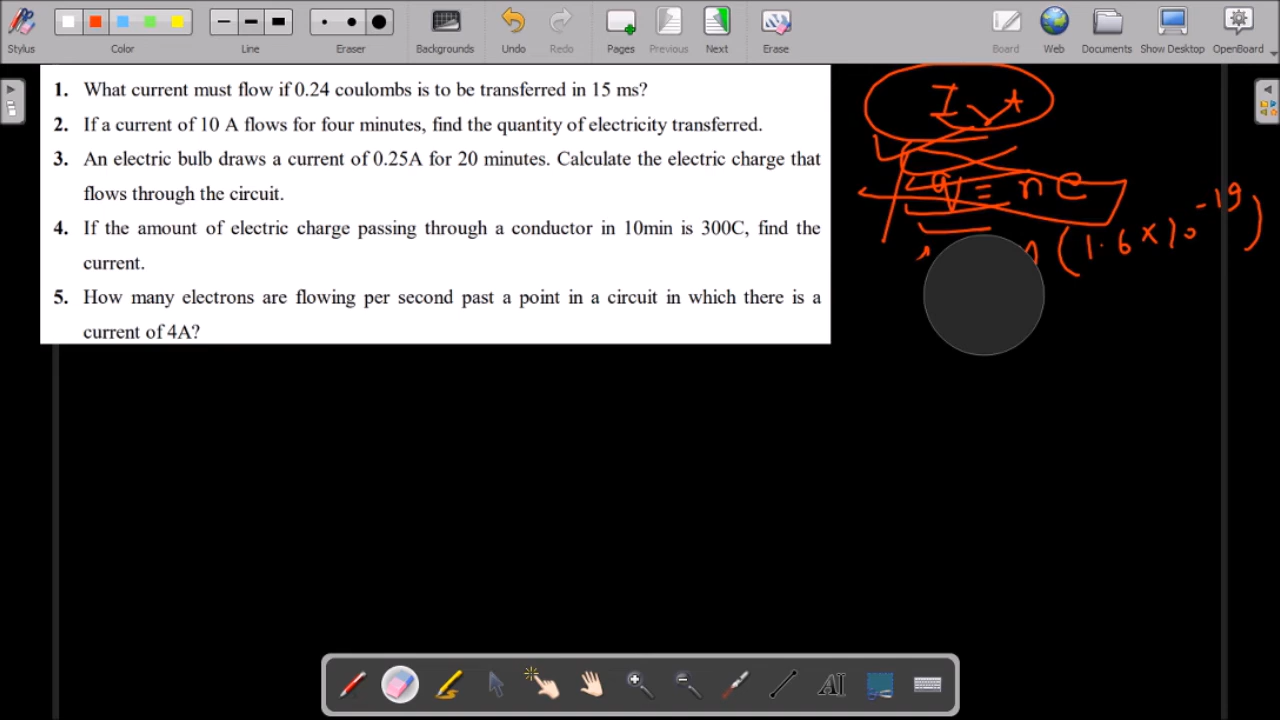 Stylus Color Line Eraser Backgrounds Undo Redo Pages Previous Next Erase Board Web Documents Show Desktop OpenBoard
1. What current must flow if 0.24 coulombs is to be transferred in 15 ms?
2. If a current of 10 A flows for four minutes, find the quantity of electricity transferred.
3. An electric bulb draws a current of 0.25A for 20 minutes. Calculate the electric charge that
flows through the circuit.
4. If the amount of electric charge passing through a conductor in 10min is 300C, find the
current.
5. How many electrons are flowing per second past a point in a circuit in which there is a
current of 4A?
I
q = n e
(1.6 × 10⁻¹⁹)
AI